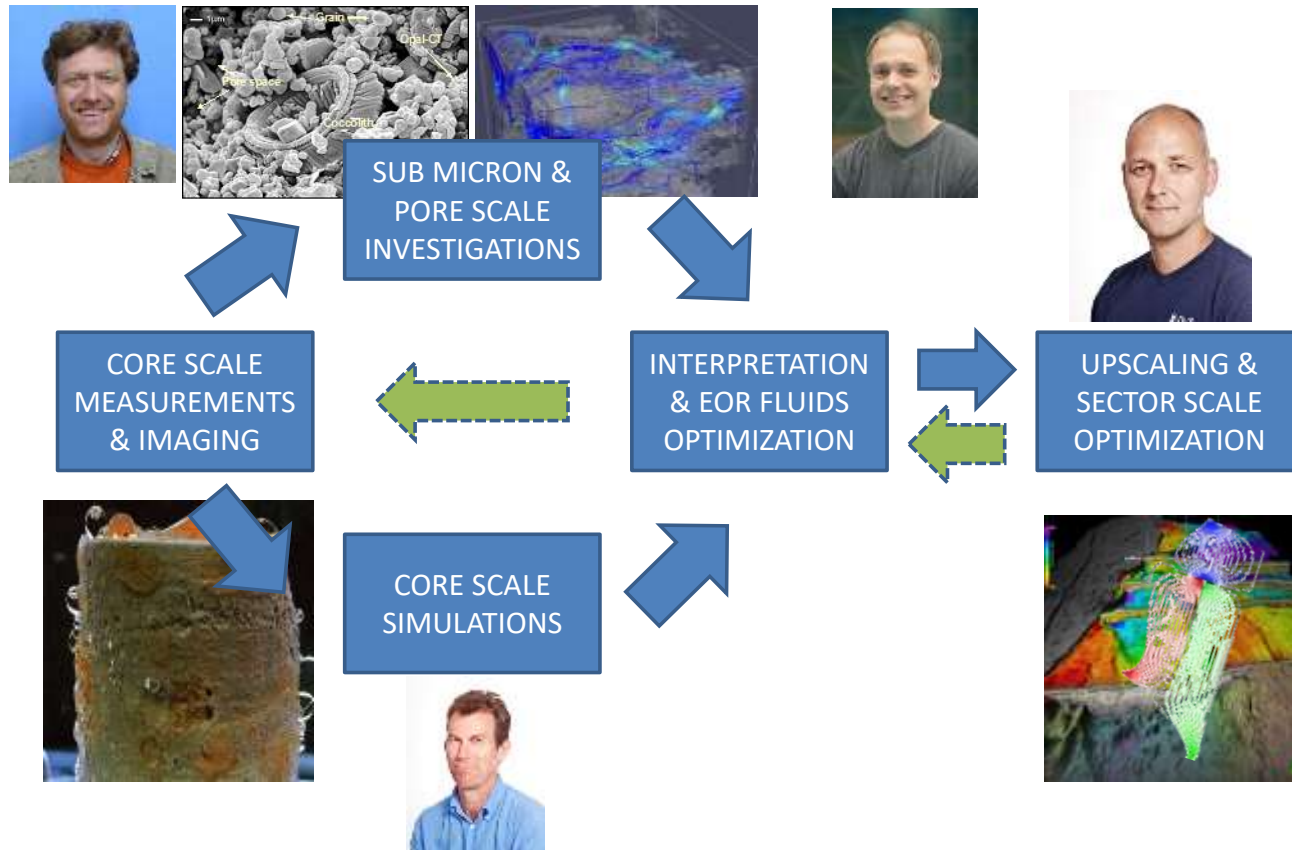 1µm
Grain
Opal-CT
Pore space
Coccolith
SUB MICRON &
PORE SCALE
INVESTIGATIONS
CORE SCALE
MEASUREMENTS
& IMAGING
INTERPRETATION
& EOR FLUIDS
OPTIMIZATION
UPSCALING &
SECTOR SCALE
OPTIMIZATION
CORE SCALE
SIMULATIONS